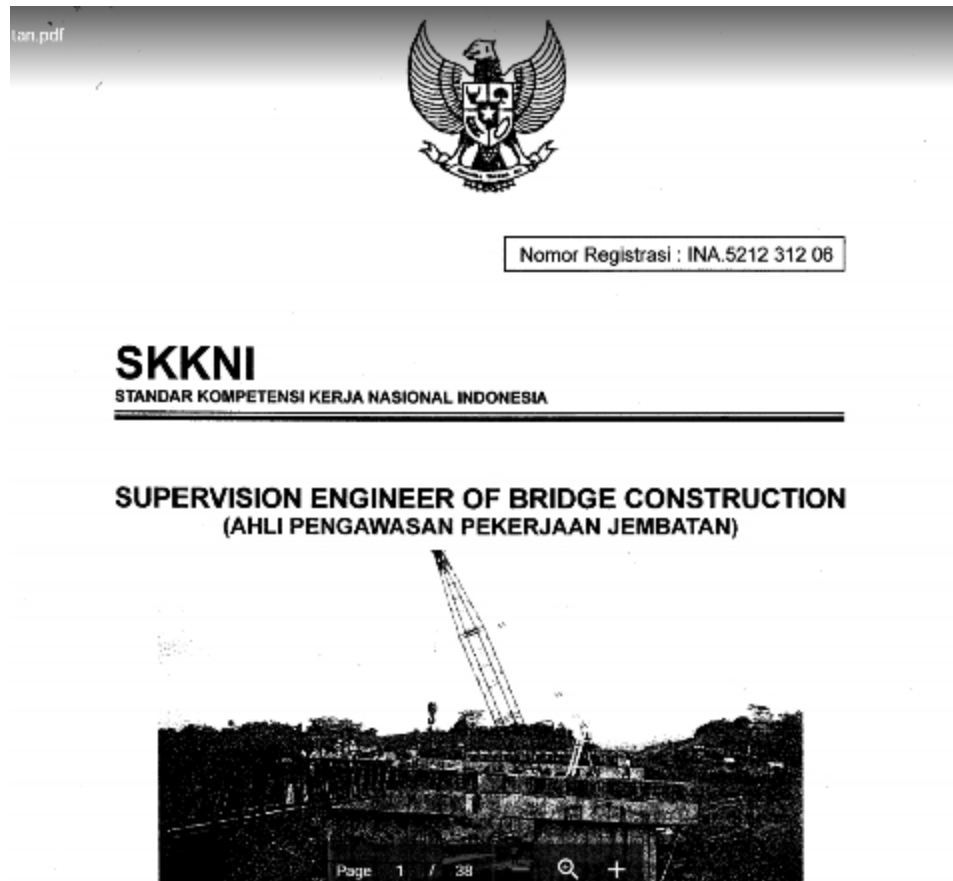 tan.pdf
Nomor Registrasi : INA.5212 312 06
SKKNI
STANDAR KOMPETENSI KERJA NASIONAL INDONESIA
SUPERVISION ENGINEER OF BRIDGE CONSTRUCTION
(AHLI PENGAWASAN PEKERJAAN JEMBATAN)
Page 1 / 38